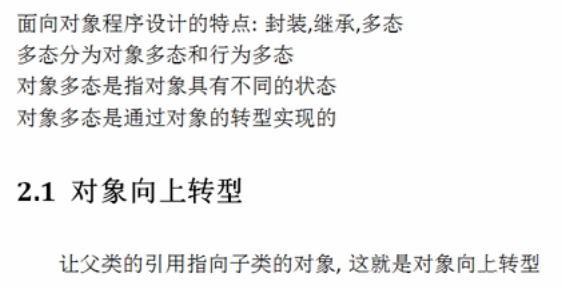 面向对象程序设计的特点: 封装,继承,多态
多态分为对象多态和行为多态
对象多态是指对象具有不同的状态
对象多态是通过对象的转型实现的
2.1 对象向上转型
让父类的引用指向子类的对象, 这就是对象向上转型